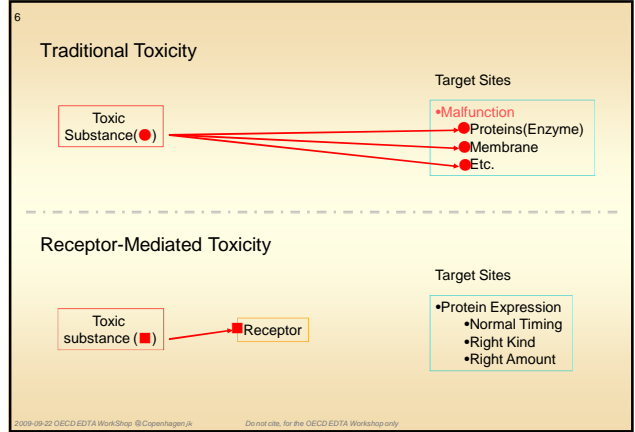 6
Traditional Toxicity
Target Sites
Toxic
Substance(●)
•Malfunction
●Proteins(Enzyme)
●Membrane
●Etc.
Receptor-Mediated Toxicity
Target Sites
Toxic
substance (■)
■Receptor
•Protein Expression
•Normal Timing
•Right Kind
•Right Amount
2009-09-22 OECD EDTA WorkShop @Copenhagen jk Do not cite, for the OECD EDTA Workshop only